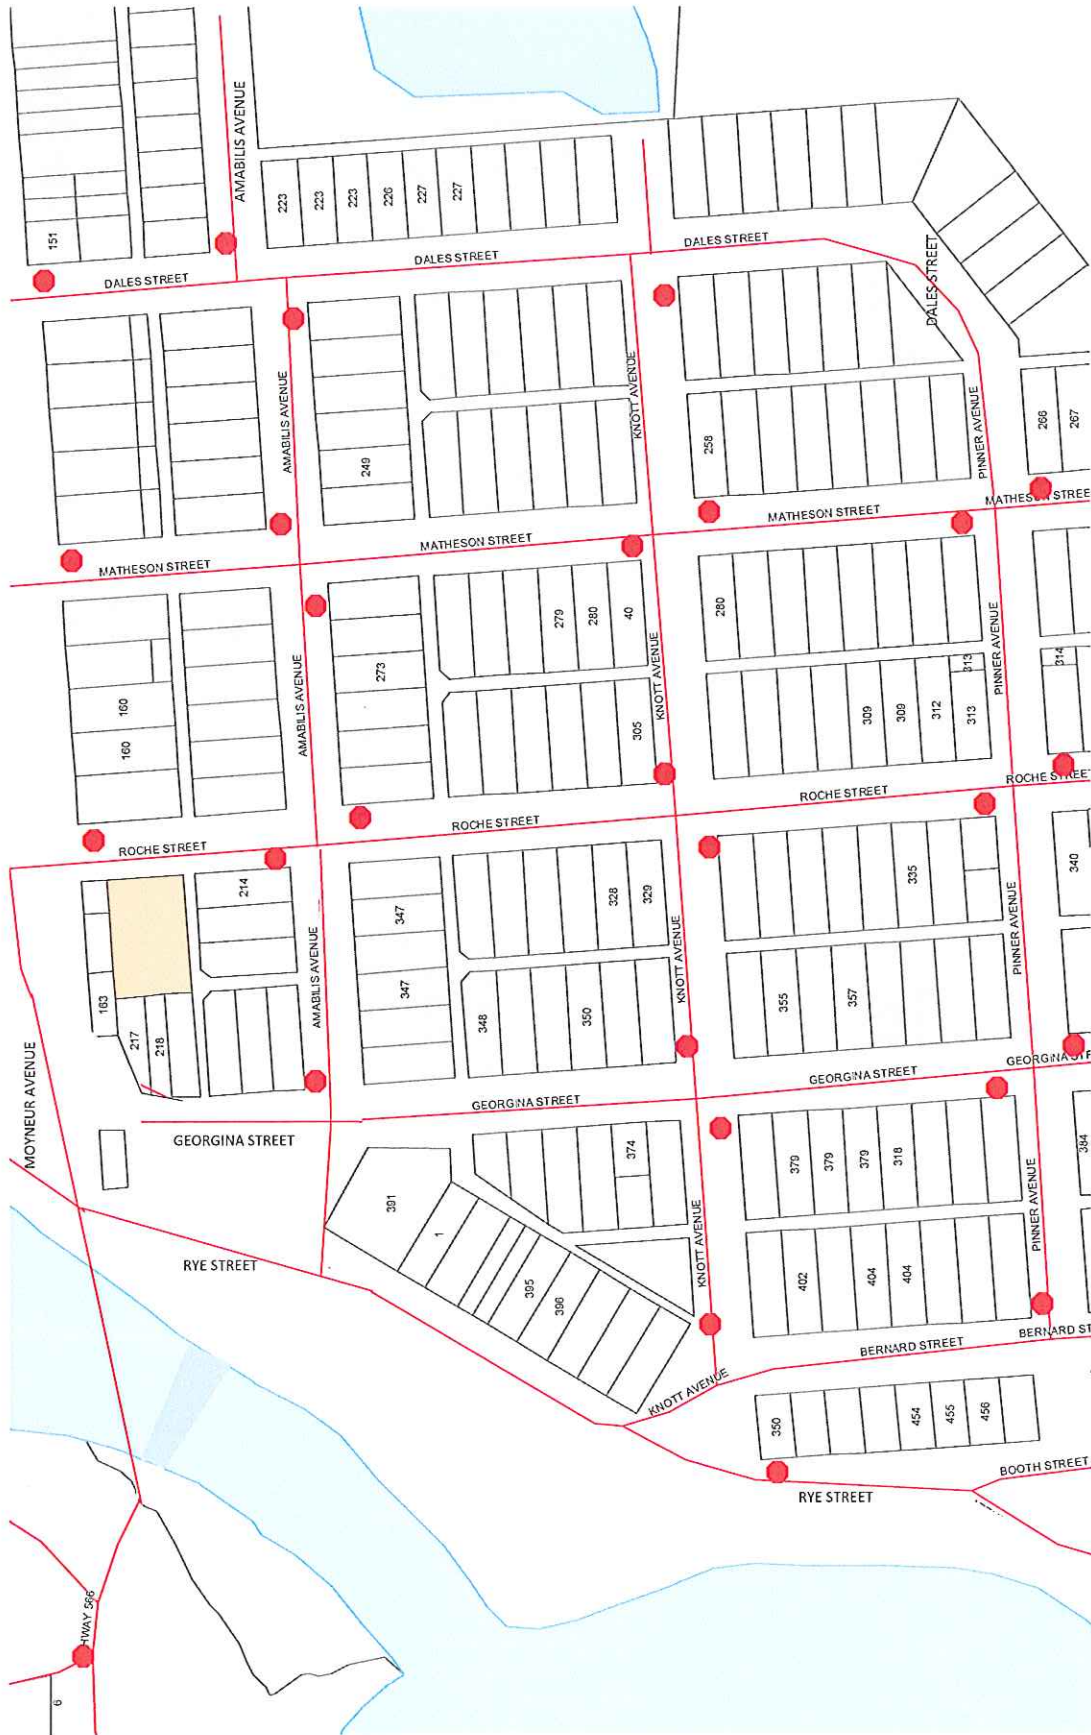 AMABILIS AVENUE
151
223
223
223
226
227
227
DALES STREET
DALES STREET
DALES STREET
DALES STREET
AMABILIS AVENUE
249
KNOTT AVENUE
258
PINNER AVENUE
266
267
MATHESON STREET
MATHESON STREET
MATHESON STREET
160
160
AMABILIS AVENUE
273
279
280
40
305
KNOTT AVENUE
280
309
309
312
313
313
PINNER AVENUE
314
ROCHE STREET
ROCHE STREET
ROCHE STREET
MOYNEUR AVENUE
163
217
218
214
AMABILIS AVENUE
347
347
348
350
328
329
KNOTT AVENUE
335
355
357
PINNER AVENUE
340
GEORGINA STREET
GEORGINA STREET
GEORGINA STREET
RYE STREET
391
1
395
396
374
KNOTT AVENUE
379
379
379
318
402
404
404
PINNER AVENUE
384
BERNARD STREET
BERNARD ST
KNOTT AVENUE
350
454
455
456
BOOTH STREET
RYE STREET
HWAY 566
6